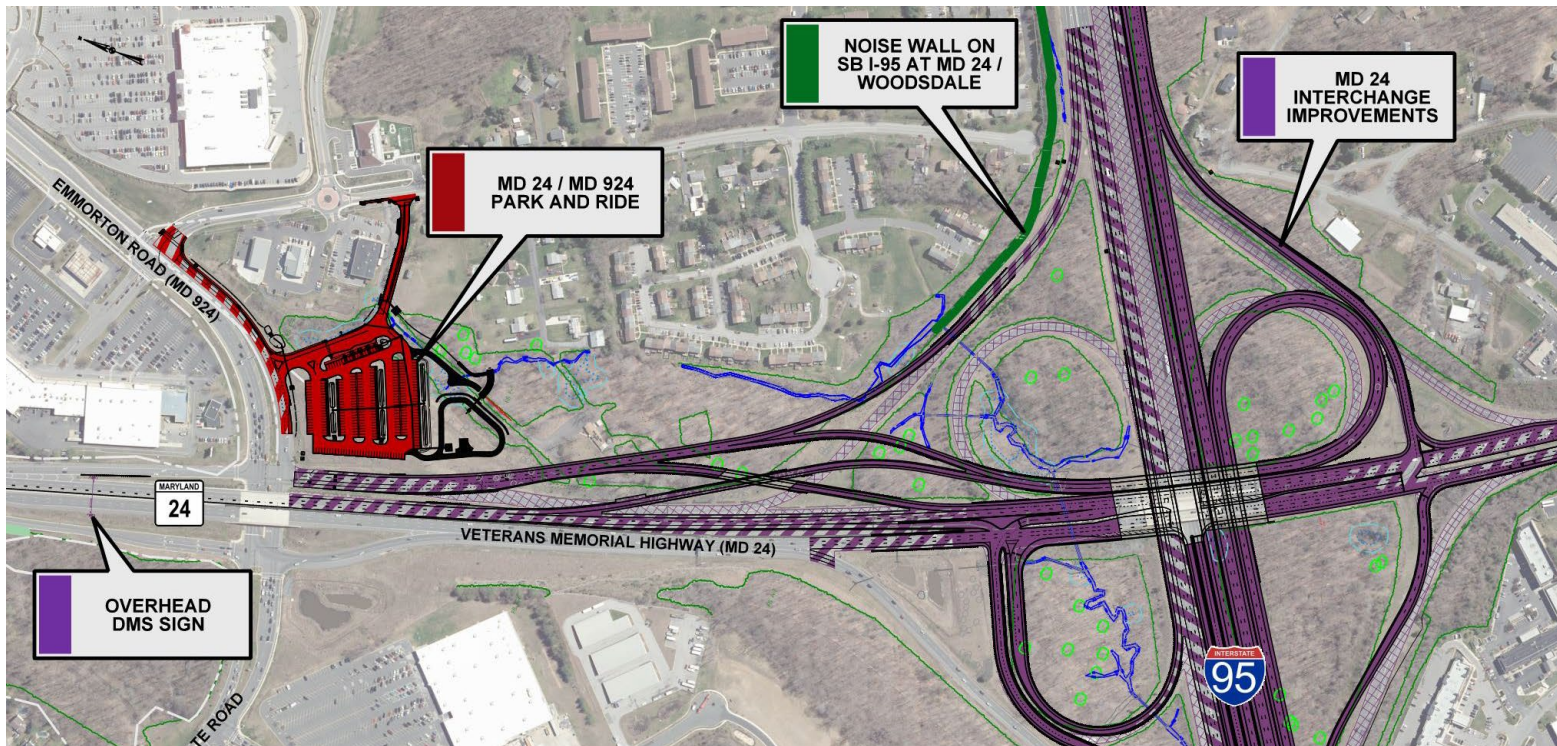 NOISE WALL ON
SB I-95 AT MD 24 /
WOODSDALE
MD 24
INTERCHANGE
IMPROVEMENTS
MD 24 / MD 924
PARK AND RIDE
EMMORTON ROAD (MD 924)
MARYLAND
24
VETERANS MEMORIAL HIGHWAY (MD 24)
OVERHEAD
DMS SIGN
INTERSTATE
95
ROAD